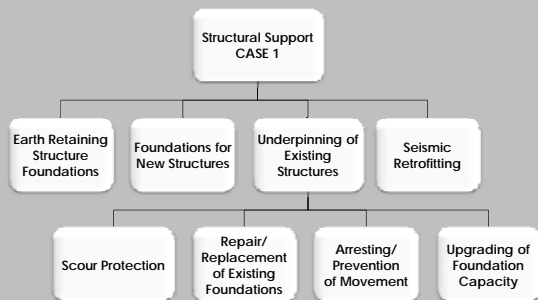 Structural Support
CASE 1
Earth Retaining
Structure
Foundations
Foundations for
New Structures
Underpinning of
Existing
Structures
Seismic
Retrofitting
Scour Protection
Repair/
Replacement
of Existing
Foundations
Arresting/
Prevention
of Movement
Upgrading of
Foundation
Capacity